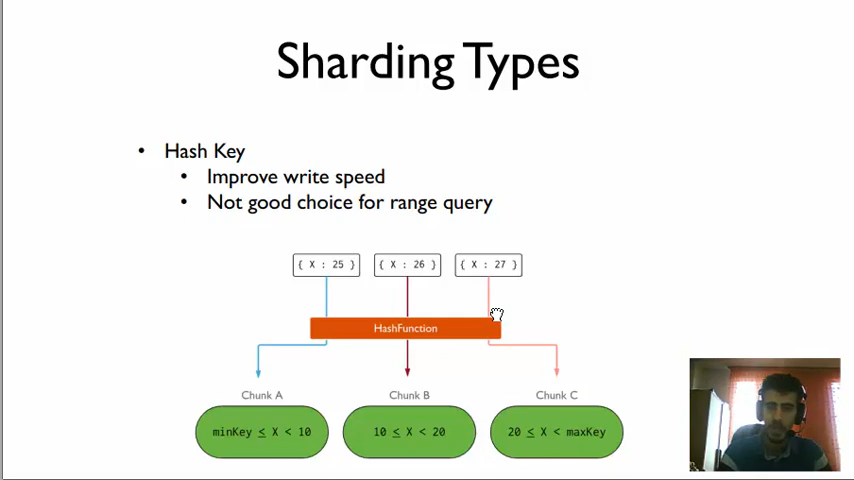 Sharding Types
• Hash Key
• Improve write speed
• Not good choice for range query
{ X : 25 } { X : 26 } { X : 27 }
HashFunction
Chunk A Chunk B Chunk C
minKey ≤ X < 10 10 ≤ X < 20 20 ≤ X < maxKey